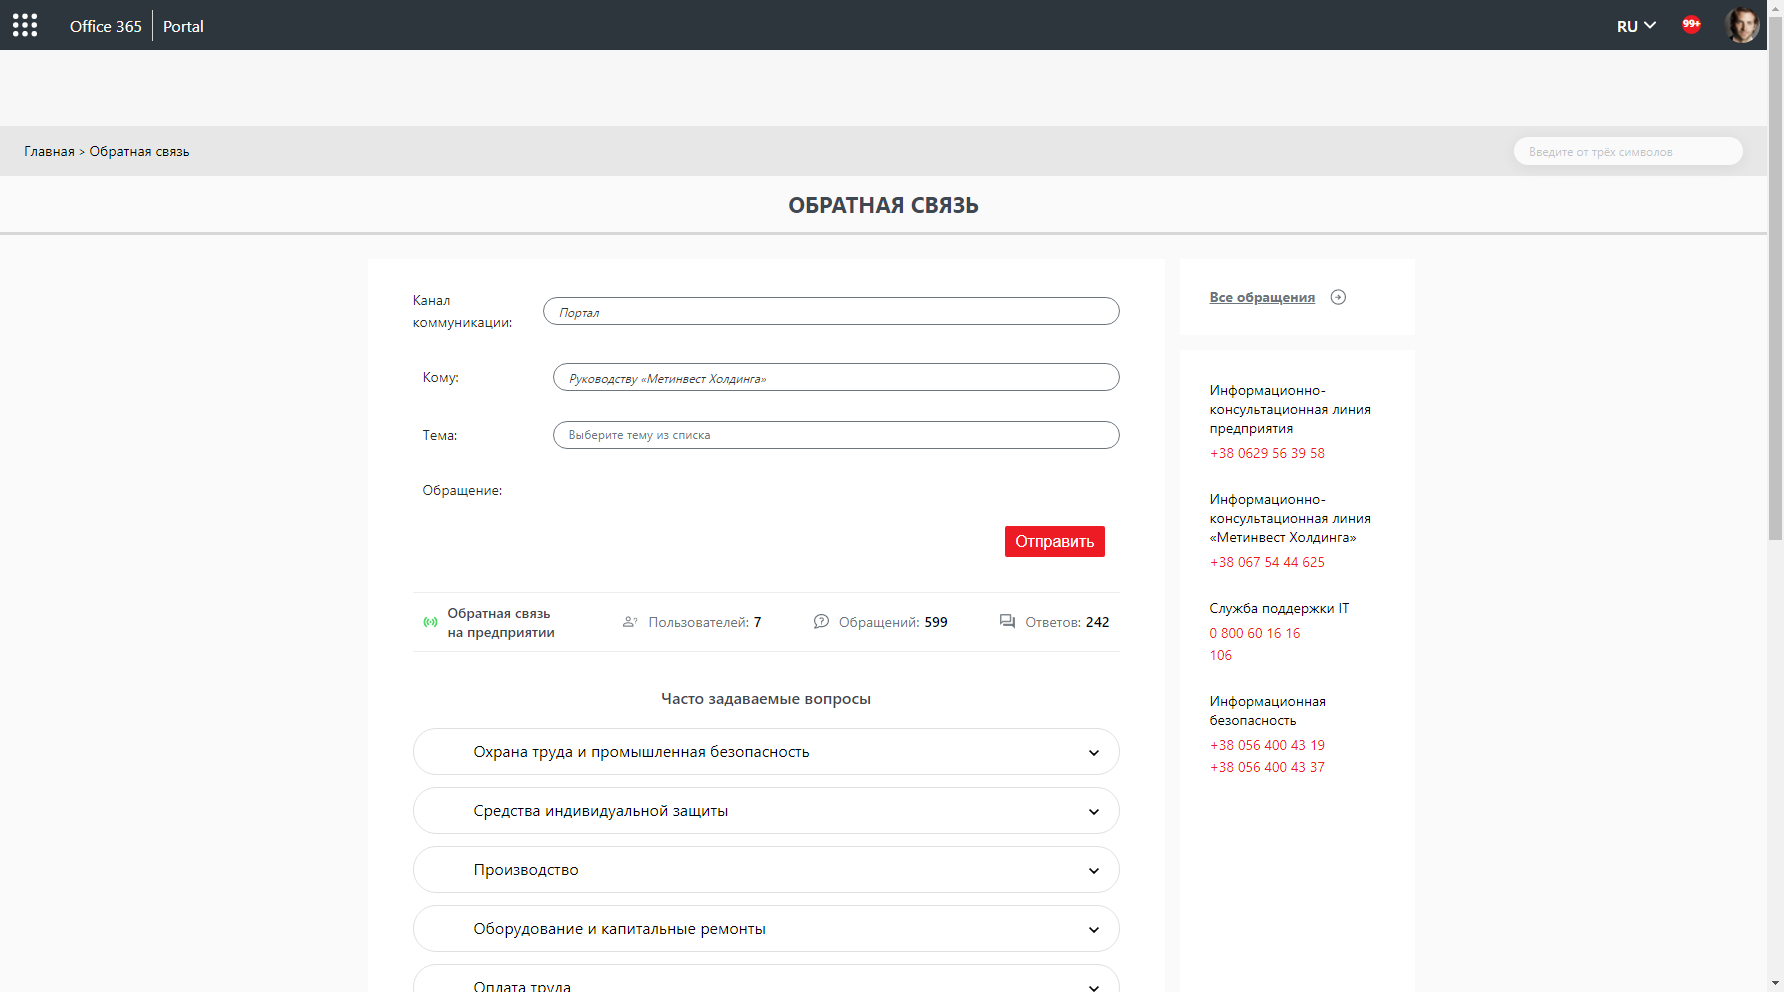 Office 365 Portal RU 99+
Главная > Обратная связь Введите от трёх символов
ОБРАТНАЯ СВЯЗЬ
Канал
коммуникации:
Портал
Кому: Руководству «Метинвест Холдинга»
Тема: Выберите тему из списка
Обращение:
Отправить
Обратная связь
на предприятии
Пользователей: 7 Обращений: 599 Ответов: 242
Часто задаваемые вопросы
Охрана труда и промышленная безопасность
Средства индивидуальной защиты
Производство
Оборудование и капитальные ремонты
Оплата труда
Все обращения
Информационно-
консультационная линия
предприятия
+38 0629 56 39 58
Информационно-
консультационная линия
«Метинвест Холдинга»
+38 067 54 44 625
Служба поддержки IT
0 800 60 16 16
106
Информационная
безопасность
+38 056 400 43 19
+38 056 400 43 37